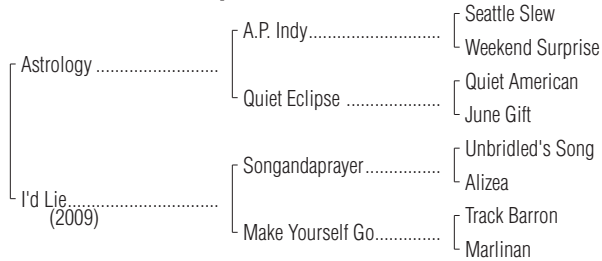 Seattle Slew
A.P. Indy............................
Weekend Surprise
Astrology ..........................
Quiet American
Quiet Eclipse ....................
June Gift
Unbridled's Song
Songandaprayer................
Alizea
I'd Lie................................
(2009)
Track Barron
Make Yourself Go..............
Marlinan